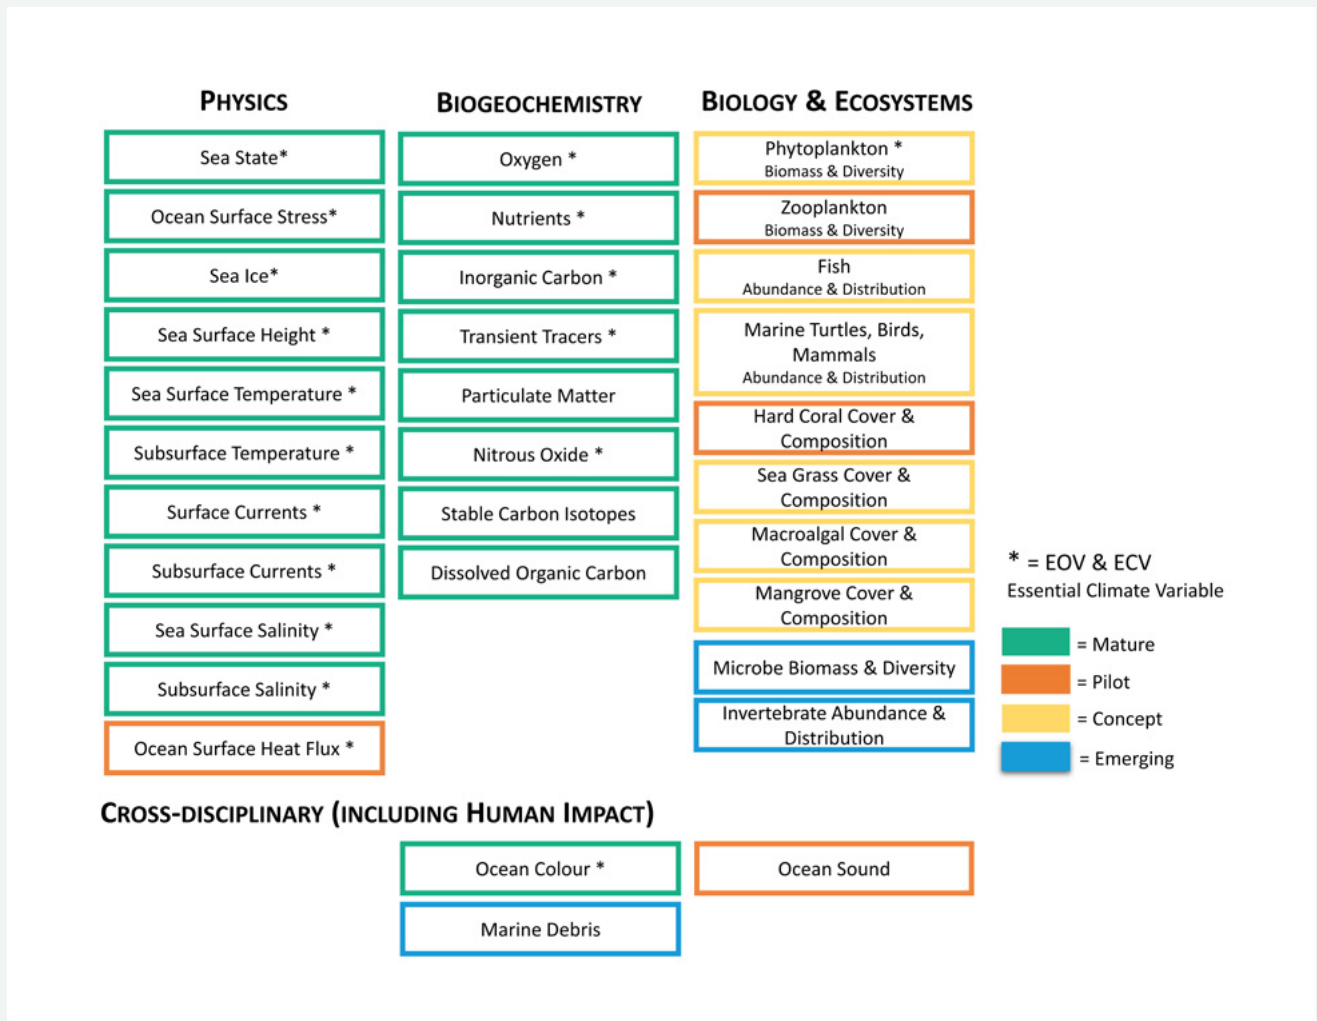 PHYSICS
Sea State*
Ocean Surface Stress*
Sea Ice*
Sea Surface Height *
Sea Surface Temperature *
Subsurface Temperature *
Surface Currents *
Subsurface Currents *
Sea Surface Salinity *
Subsurface Salinity *
Ocean Surface Heat Flux *
BIOGEOCHEMISTRY
Oxygen *
Nutrients *
Inorganic Carbon *
Transient Tracers *
Particulate Matter
Nitrous Oxide *
Stable Carbon Isotopes
Dissolved Organic Carbon
BIOLOGY & ECOSYSTEMS
Phytoplankton *
Biomass & Diversity
Zooplankton
Biomass & Diversity
Fish
Abundance & Distribution
Marine Turtles, Birds,
Mammals
Abundance & Distribution
Hard Coral Cover &
Composition
Sea Grass Cover &
Composition
Macroalgal Cover &
Composition
Mangrove Cover &
Composition
Microbe Biomass & Diversity
Invertebrate Abundance &
Distribution
* = EOV & ECV
Essential Climate Variable
= Mature
= Pilot
= Concept
= Emerging
CROSS-DISCIPLINARY (INCLUDING HUMAN IMPACT)
Ocean Colour *
Ocean Sound
Marine Debris